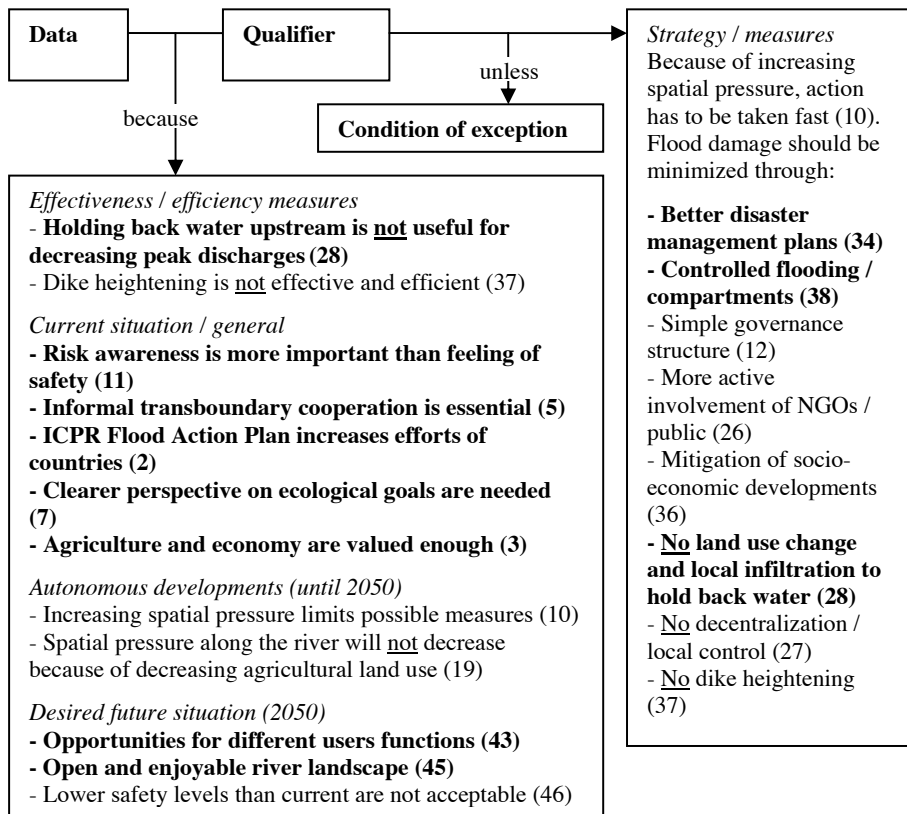 Data
Qualifier
because
unless
Condition of exception
Effectiveness / efficiency measures
- Holding back water upstream is not useful for
decreasing peak discharges (28)
- Dike heightening is not effective and efficient (37)
Current situation / general
- Risk awareness is more important than feeling of
safety (11)
- Informal transboundary cooperation is essential (5)
- ICPR Flood Action Plan increases efforts of
countries (2)
- Clearer perspective on ecological goals are needed
(7)
- Agriculture and economy are valued enough (3)
Autonomous developments (until 2050)
- Increasing spatial pressure limits possible measures (10)
- Spatial pressure along the river will not decrease
because of decreasing agricultural land use (19)
Desired future situation (2050)
- Opportunities for different users functions (43)
- Open and enjoyable river landscape (45)
- Lower safety levels than current are not acceptable (46)
Strategy / measures
Because of increasing
spatial pressure, action
has to be taken fast (10).
Flood damage should be
minimized through:
- Better disaster
management plans (34)
- Controlled flooding /
compartments (38)
- Simple governance
structure (12)
- More active
involvement of NGOs /
public (26)
- Mitigation of socio-
economic developments
(36)
- No land use change
and local infiltration to
hold back water (28)
- No decentralization /
local control (27)
- No dike heightening
(37)